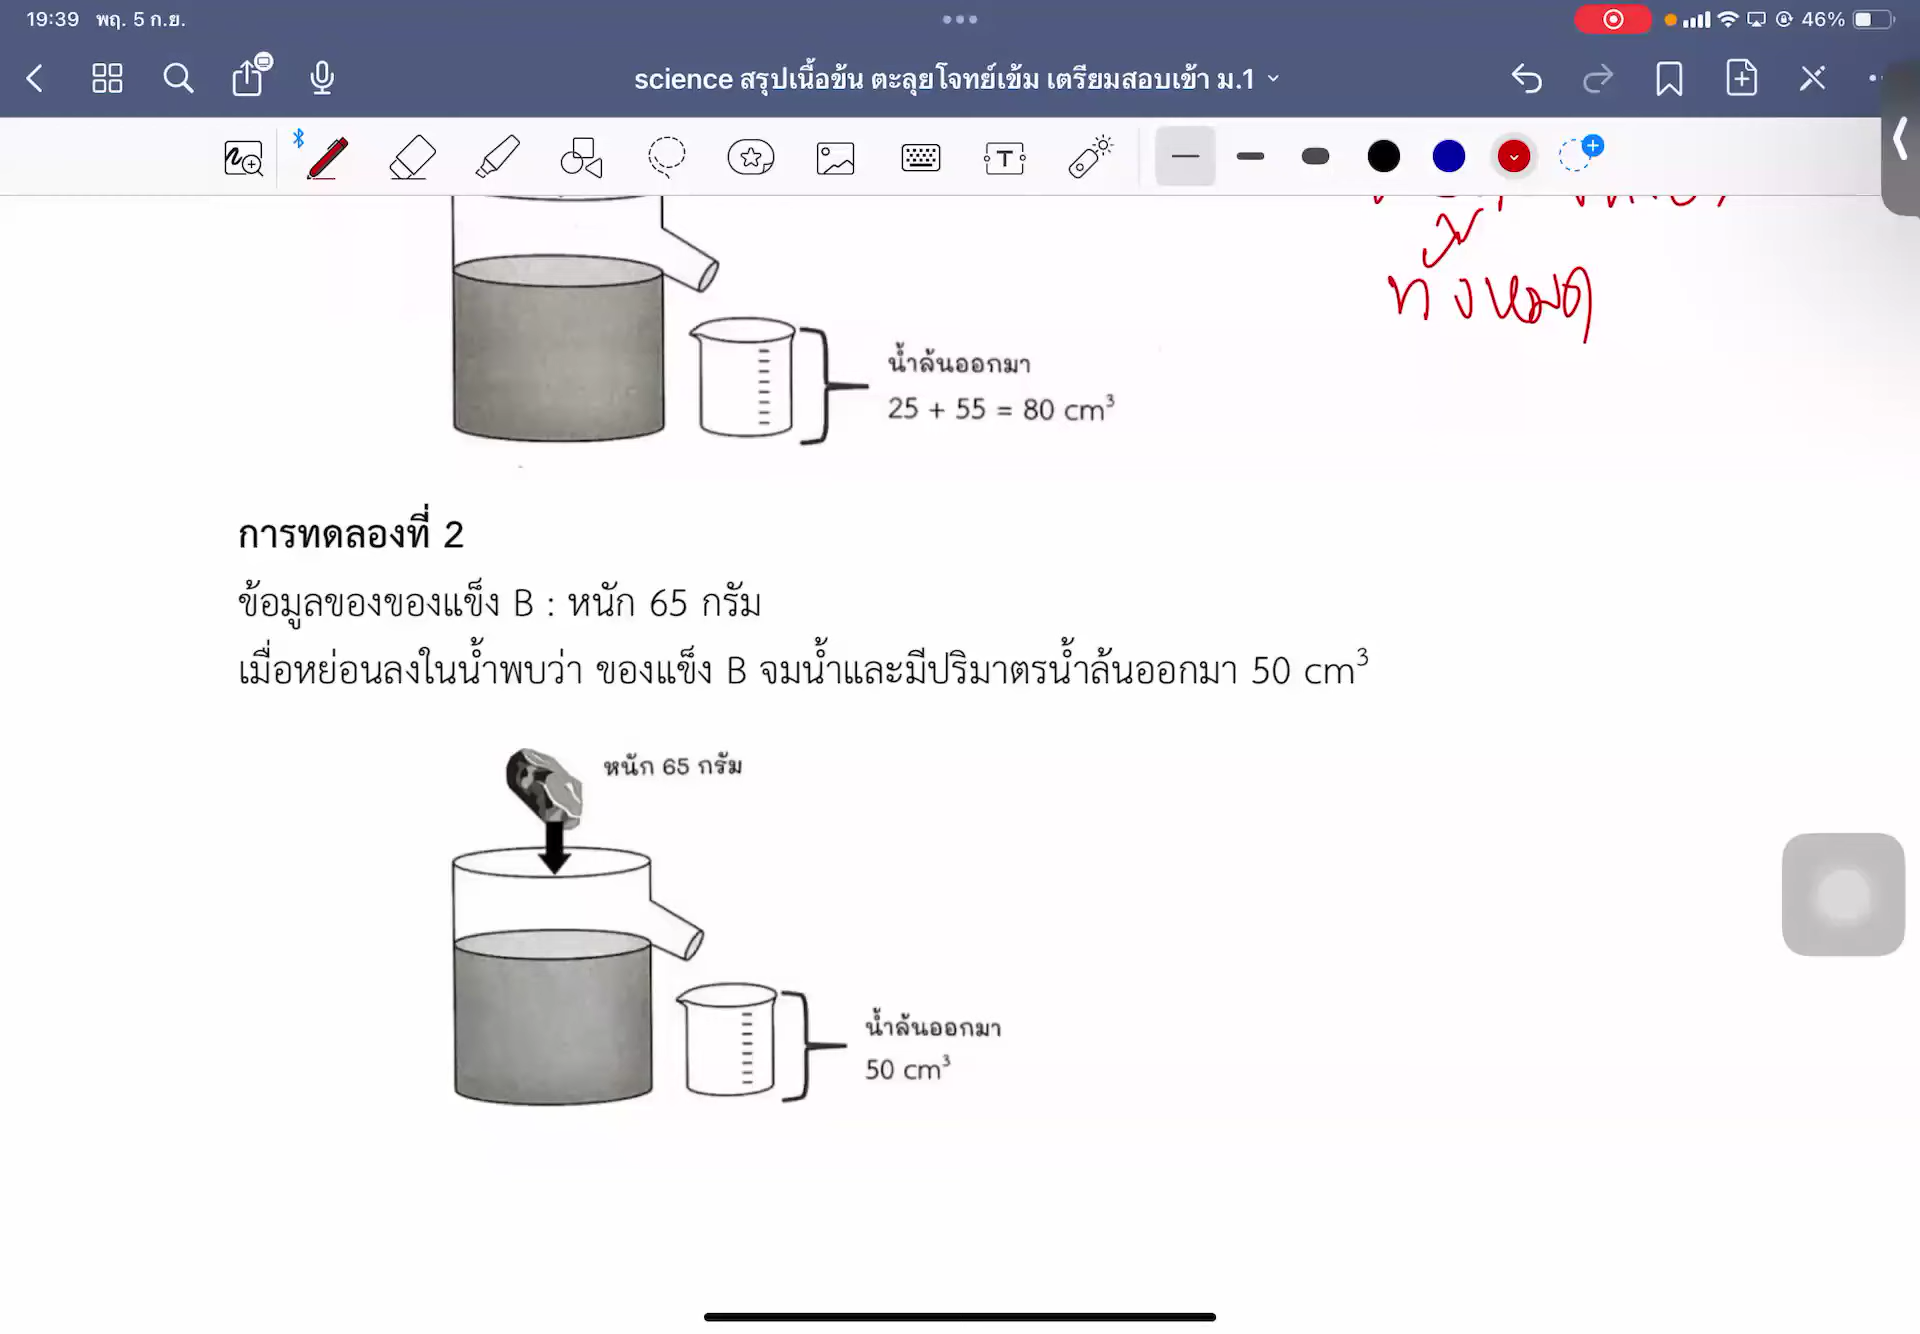 19:39 พฤ. 5 ก.ย.
46%
science สรุปเนื้อข้น ตะลุยโจทย์เข้ม เตรียมสอบเข้า ม.1
ทั้งหมด
น้ำล้นออกมา
25 + 55 = 80 cm³
การทดลองที่ 2
ข้อมูลของของแข็ง B : หนัก 65 กรัม
เมื่อหย่อนลงในน้ำพบว่า ของแข็ง B จมน้ำและมีปริมาตรน้ำล้นออกมา 50 cm³
หนัก 65 กรัม
น้ำล้นออกมา
50 cm³